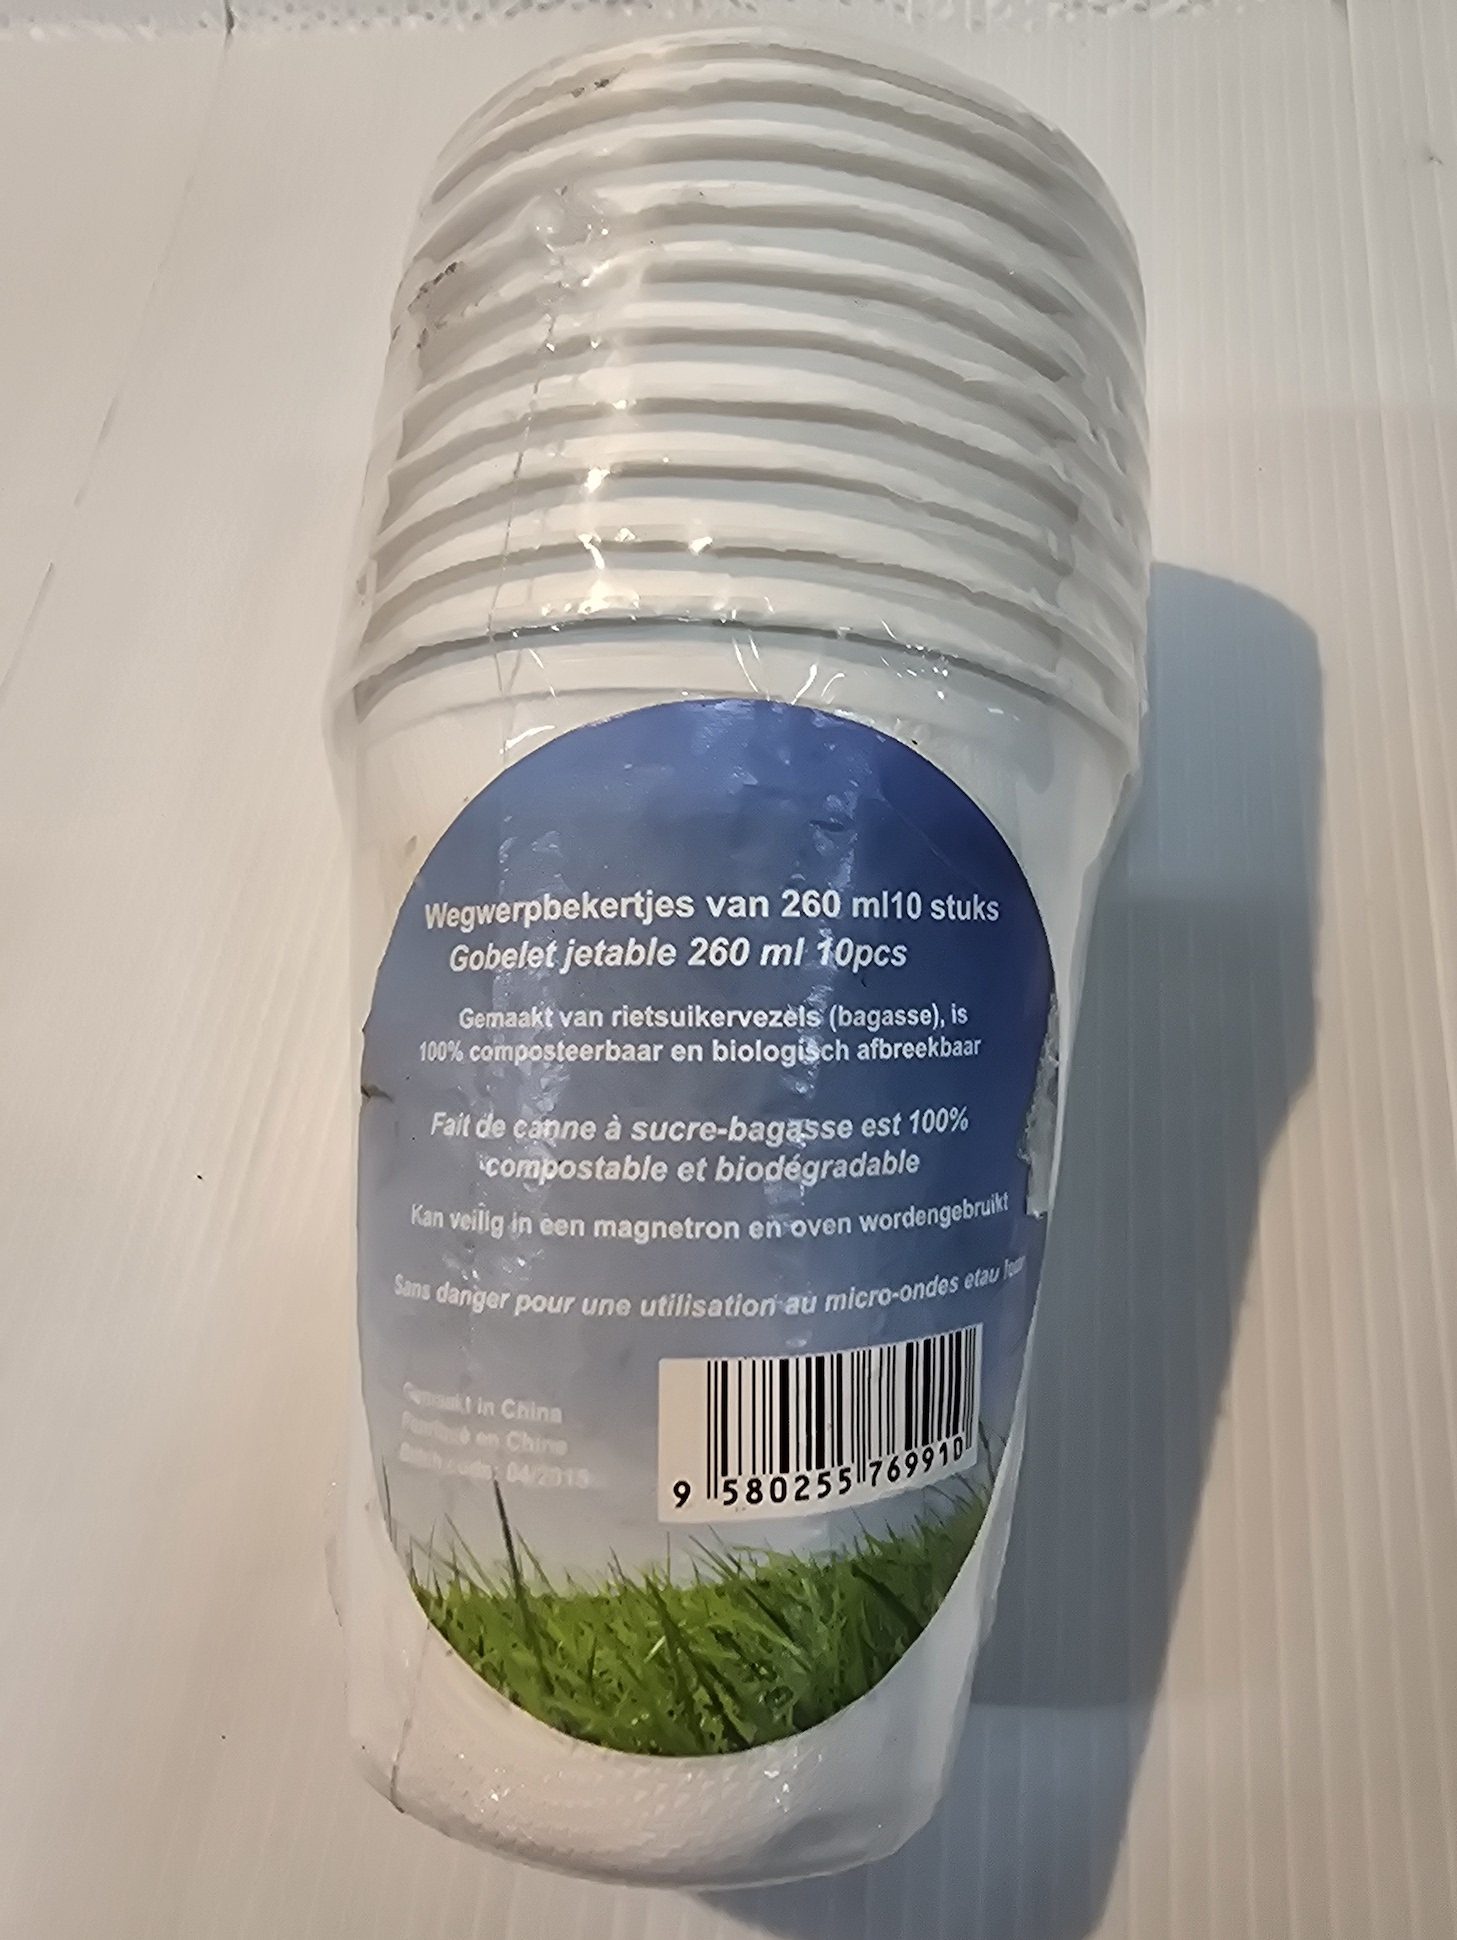 Wegwerpbekertjes van 260 ml10 stuks
Gobelet jetable 260 ml 10pcs
Gemaakt van rietsuikervezels (bagasse), is
100% composteerbaar en biologisch afbreekbaar
Fait de canne à sucre-bagasse est 100%
compostable et biodégradable
Kan veilig in een magnetron en oven wordengebruikt
Sans danger pour une utilisation au micro-ondes etau
Gemaakt in China
en Chine
9 580255 769910